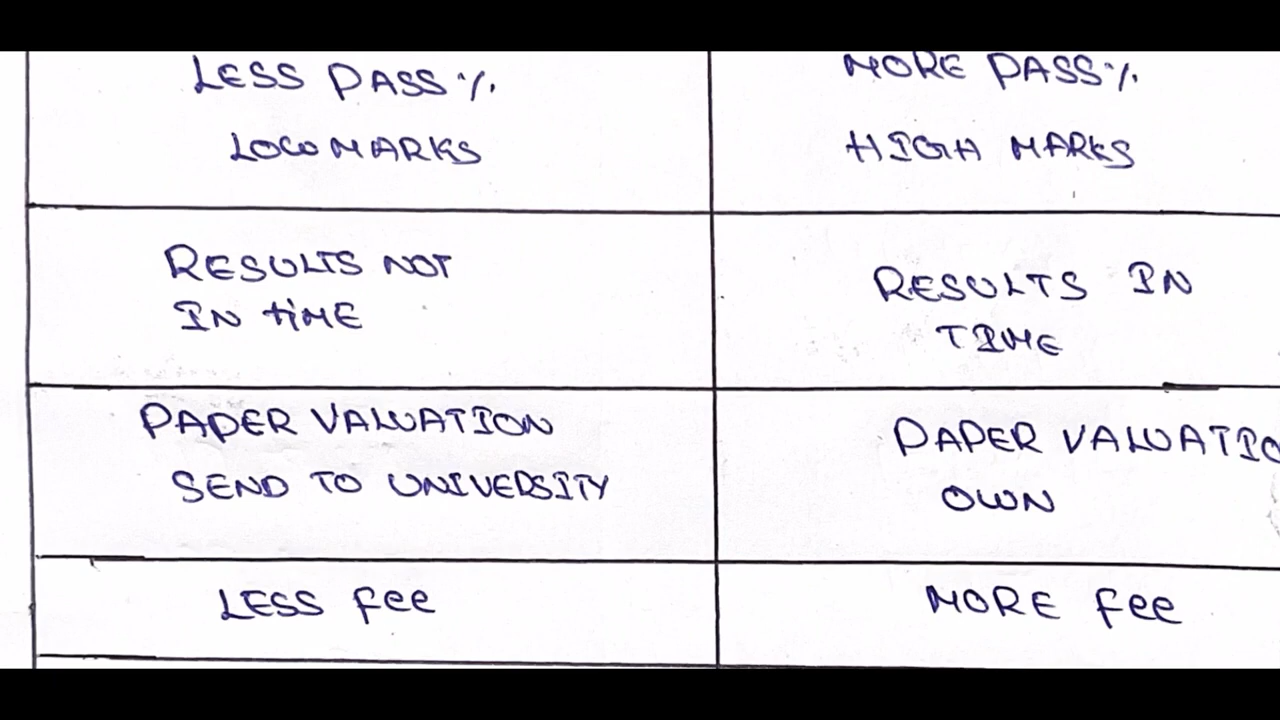 LESS PASS %
LOW MARKS
MORE PASS %
HIGH MARKS
RESULTS NOT
IN TIME
RESULTS IN
TIME
PAPER VALUATION
SEND TO UNIVERSITY
PAPER VALUATIO
OWN
LESS Fee
MORE Fee